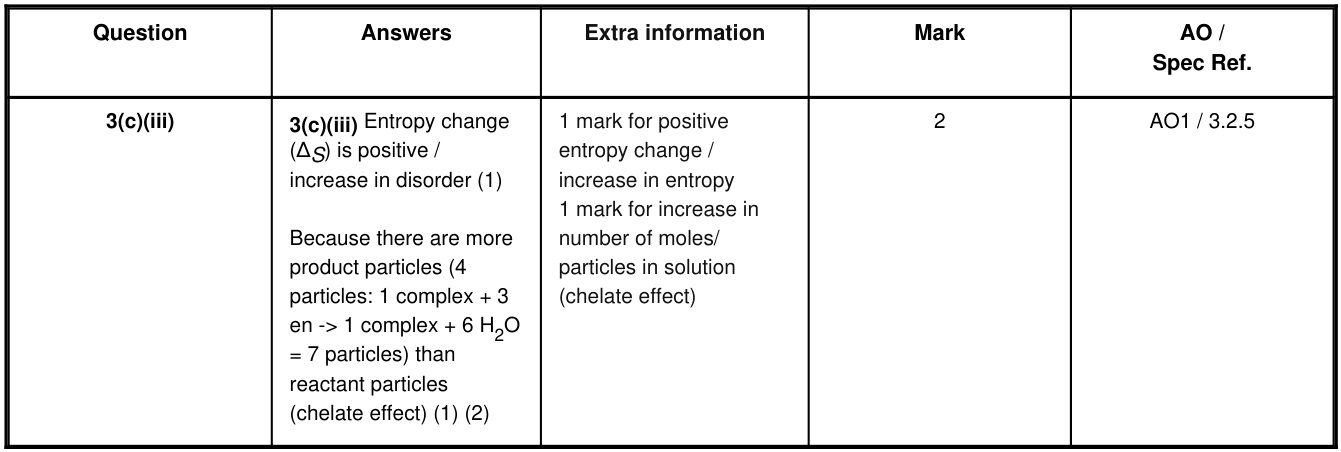 Question
Answers
Extra information
Mark
AO /
Spec Ref.
3(c)(iii)
3(c)(iii) Entropy change
(ΔS) is positive /
increase in disorder (1)
Because there are more
product particles (4
particles: 1 complex + 3
en -> 1 complex + 6 H₂O
= 7 particles) than
reactant particles
(chelate effect) (1) (2)
1 mark for positive
entropy change /
increase in entropy
1 mark for increase in
number of moles/
particles in solution
(chelate effect)
2
AO1 / 3.2.5